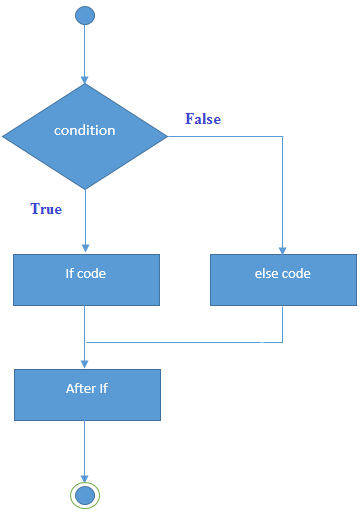 condition
False
True
If code
else code
After If